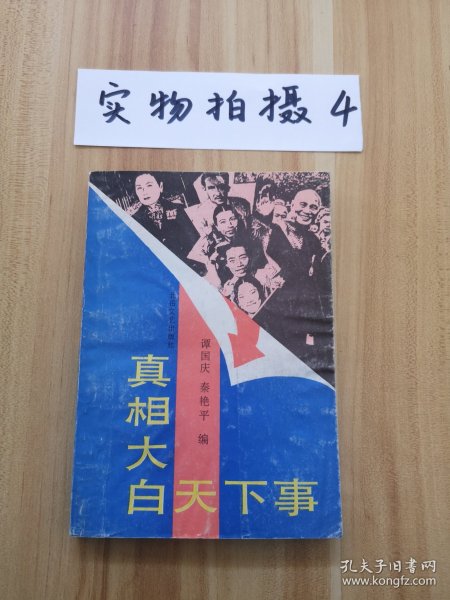 实物拍摄4
真相大白天下事
谭国庆 秦艳平 编
孔夫子旧书网
www.kongfz.com